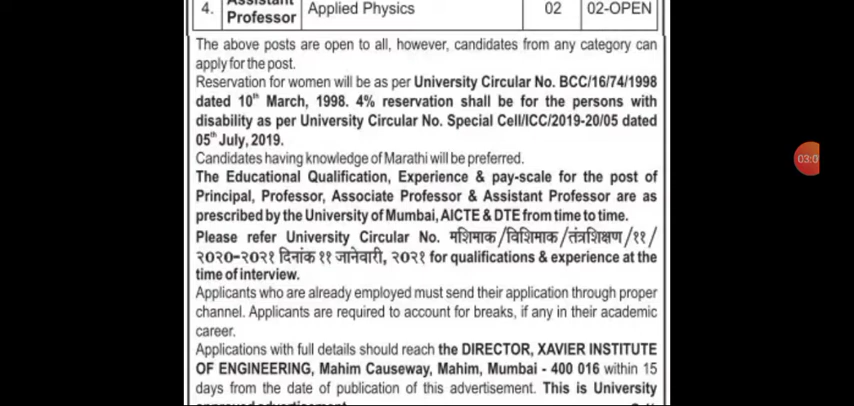 4. Assistant Professor Applied Physics 02 02-OPEN
The above posts are open to all, however, candidates from any category can
apply for the post.
Reservation for women will be as per University Circular No. BCC/16/74/1998
dated 10th March, 1998. 4% reservation shall be for the persons with
disability as per University Circular No. Special Cell/ICC/2019-20/05 dated
05th July, 2019.
Candidates having knowledge of Marathi will be preferred.
The Educational Qualification, Experience & pay-scale for the post of
Principal, Professor, Associate Professor & Assistant Professor are as
prescribed by the University of Mumbai, AICTE & DTE from time to time.
Please refer University Circular No. मशिमाक/विशिमाक/तंत्रशिक्षण/११/
२०२०-२०२१ दिनांक ११ जानेवारी, २०२१ for qualifications & experience at the
time of interview.
Applicants who are already employed must send their application through proper
channel. Applicants are required to account for breaks, if any in their academic
career.
Applications with full details should reach the DIRECTOR, XAVIER INSTITUTE
OF ENGINEERING, Mahim Causeway, Mahim, Mumbai - 400 016 within 15
days from the date of publication of this advertisement. This is University
approved advertisement